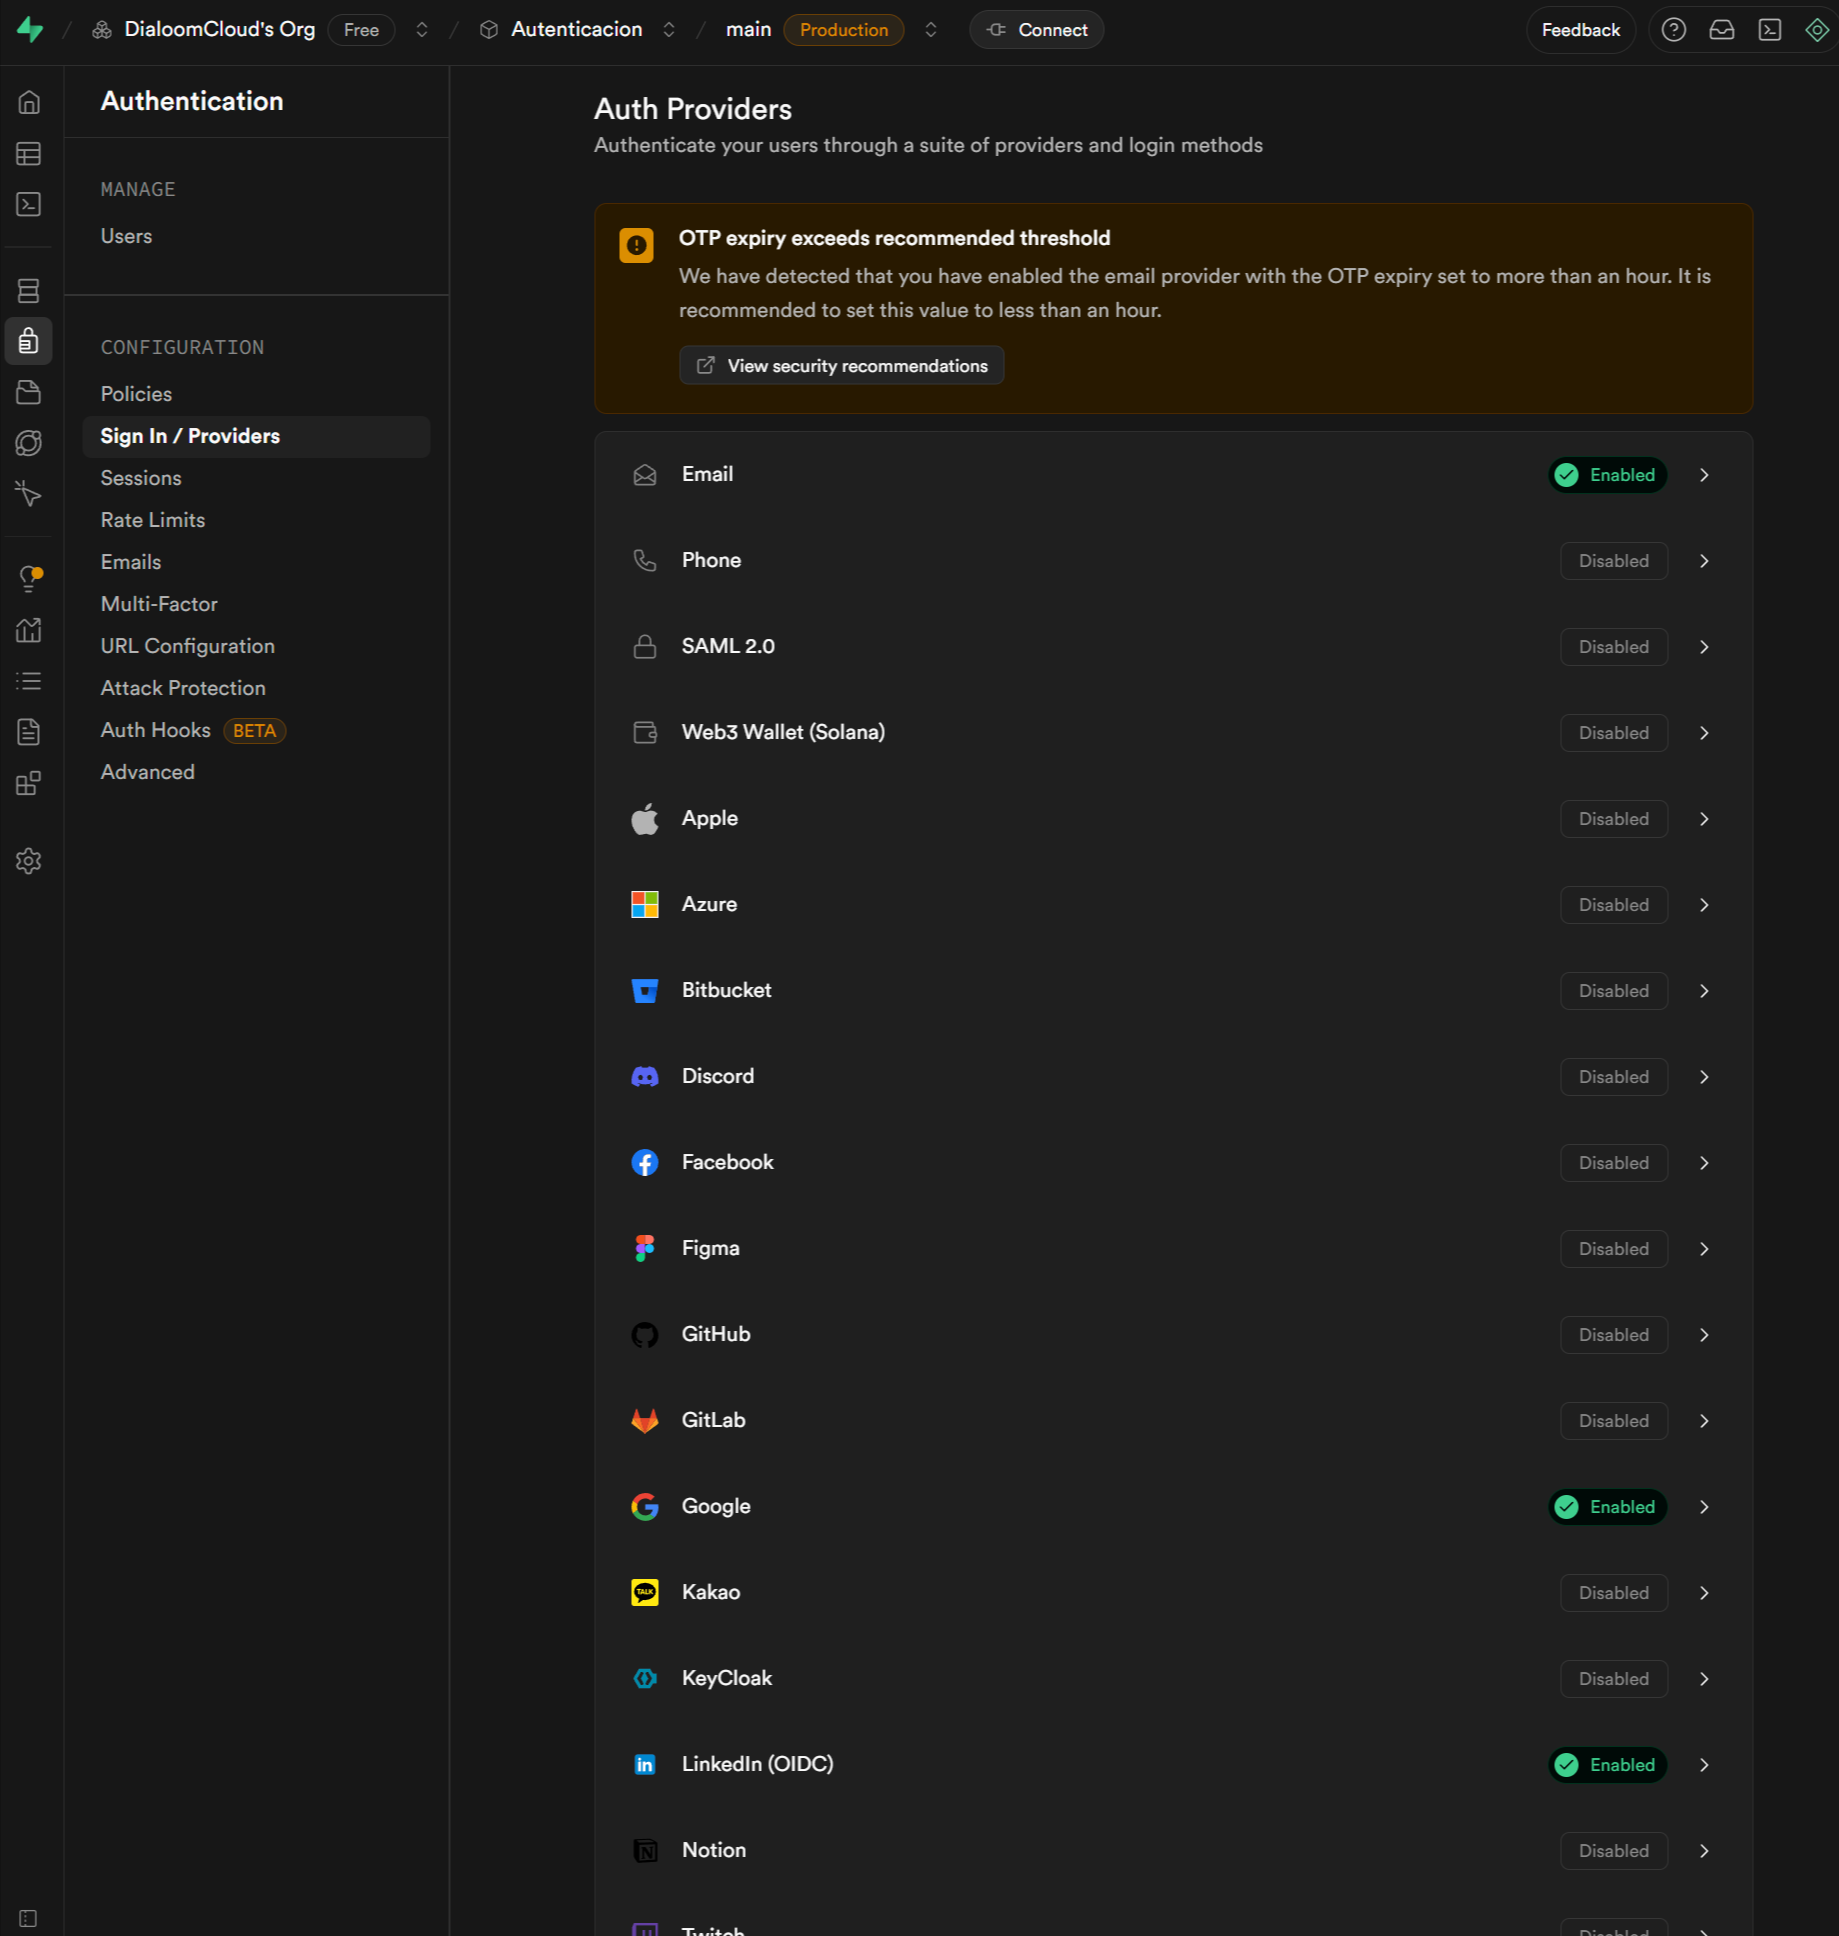 DialoomCloud's Org Free Autenticacion main Production Connect Feedback
Authentication
MANAGE
Users
CONFIGURATION
Policies
Sign In / Providers
Sessions
Rate Limits
Emails
Multi-Factor
URL Configuration
Attack Protection
Auth Hooks BETA
Advanced
Auth Providers
Authenticate your users through a suite of providers and login methods
OTP expiry exceeds recommended threshold
We have detected that you have enabled the email provider with the OTP expiry set to more than an hour. It is
recommended to set this value to less than an hour.
View security recommendations
Email Enabled
Phone Disabled
SAML 2.0 Disabled
Web3 Wallet (Solana) Disabled
Apple Disabled
Azure Disabled
Bitbucket Disabled
Discord Disabled
Facebook Disabled
Figma Disabled
GitHub Disabled
GitLab Disabled
Google Enabled
TALK Kakao Disabled
KeyCloak Disabled
in LinkedIn (OIDC) Enabled
N Notion Disabled
Twitch Disabled